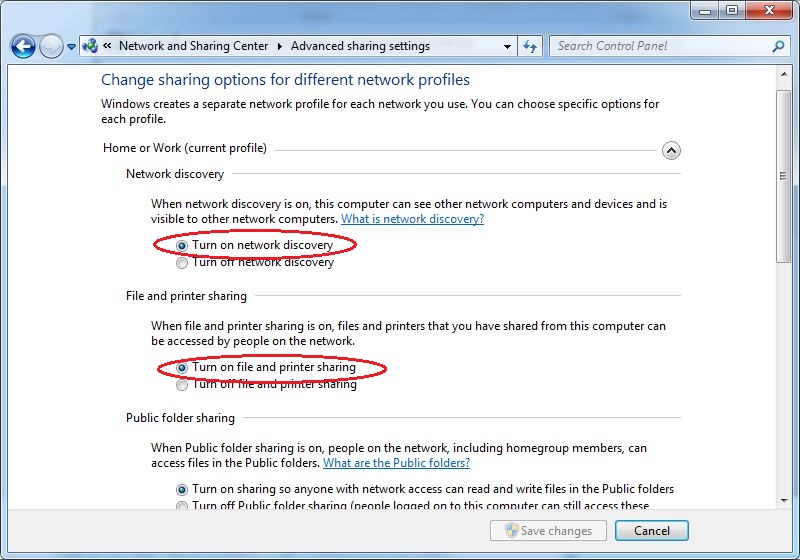 « Network and Sharing Center Advanced sharing settings Search Control Panel
Change sharing options for different network profiles
Windows creates a separate network profile for each network you use. You can choose specific options for
each profile.
Home or Work (current profile)
Network discovery
When network discovery is on, this computer can see other network computers and devices and is
visible to other network computers. What is network discovery?
Turn on network discovery
Turn off network discovery
File and printer sharing
When file and printer sharing is on, files and printers that you have shared from this computer can
be accessed by people on the network.
Turn on file and printer sharing
Turn off file and printer sharing
Public folder sharing
When Public folder sharing is on, people on the network, including homegroup members, can
access files in the Public folders. What are the Public folders?
Turn on sharing so anyone with network access can read and write files in the Public folders
Turn off Public folder sharing (people logged on to this computer can still access these
Save changes Cancel